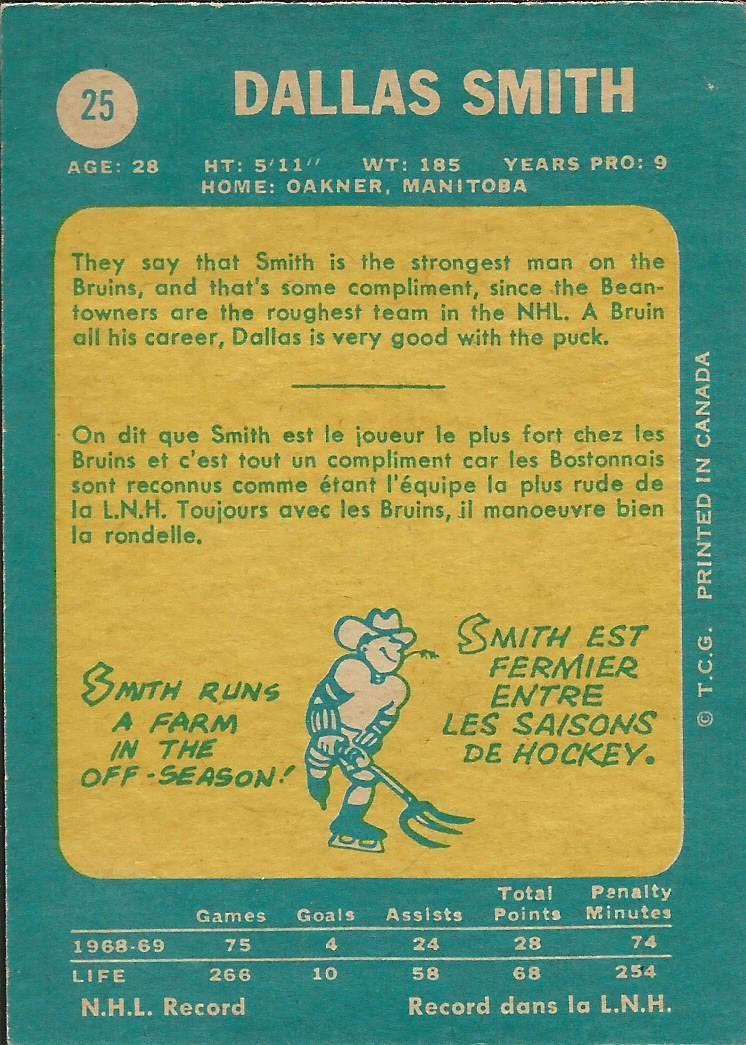 25
DALLAS SMITH
AGE: 28 HT: 5'11'' WT: 185 YEARS PRO: 9
HOME: OAKNER, MANITOBA
They say that Smith is the strongest man on the
Bruins, and that's some compliment, since the Bean-
towners are the roughest team in the NHL. A Bruin
all his career, Dallas is very good with the puck.
On dit que Smith est le joueur le plus fort chez les
Bruins et c'est tout un compliment car les Bostonnais
sont reconnus comme étant l'équipe la plus rude de
la L.N.H. Toujours avec les Bruins, il manoeuvre bien
la rondelle.
SMITH RUNS
A FARM
IN THE
OFF-SEASON!
SMITH EST
FERMIER
ENTRE
LES SAISONS
DE HOCKEY.
© T.C.G. PRINTED IN CANADA
Games Goals Assists Total Points Penalty Minutes
1968-69 75 4 24 28 74
LIFE 266 10 58 68 254
N.H.L. Record Record dans la L.N.H.